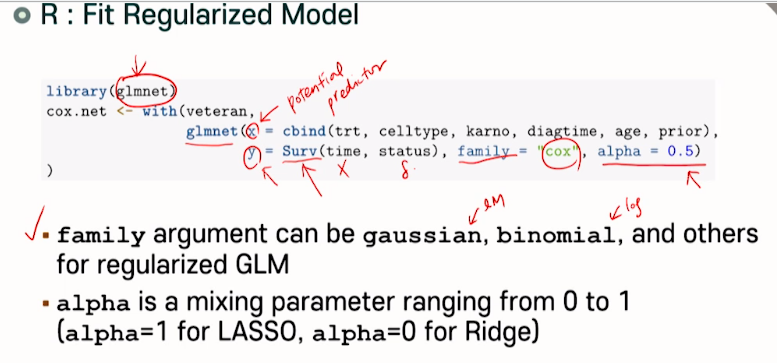 R : Fit Regularized Model
potential
predictor
library(glmnet)
cox.net <- with(veteran,
glmnet(x = cbind(trt, celltype, karno, diagtime, age, prior),
y = Surv(time, status), family = "cox", alpha = 0.5)
X δ
)
LM log
▪ family argument can be gaussian, binomial, and others
for regularized GLM
▪ alpha is a mixing parameter ranging from 0 to 1
(alpha=1 for LASSO, alpha=0 for Ridge)